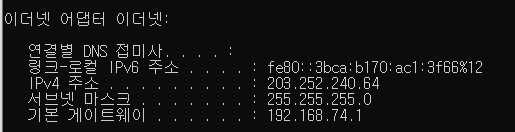 이더넷 어댑터 이더넷:
연결별 DNS 접미사. . . . :
링크-로컬 IPv6 주소 . . . . . : fe80::3bca:b170:ac1:3f66%12
IPv4 주소 . . . . . . . . . : 203.252.240.64
서브넷 마스크 . . . . . . . : 255.255.255.0
기본 게이트웨이 . . . . . . : 192.168.74.1